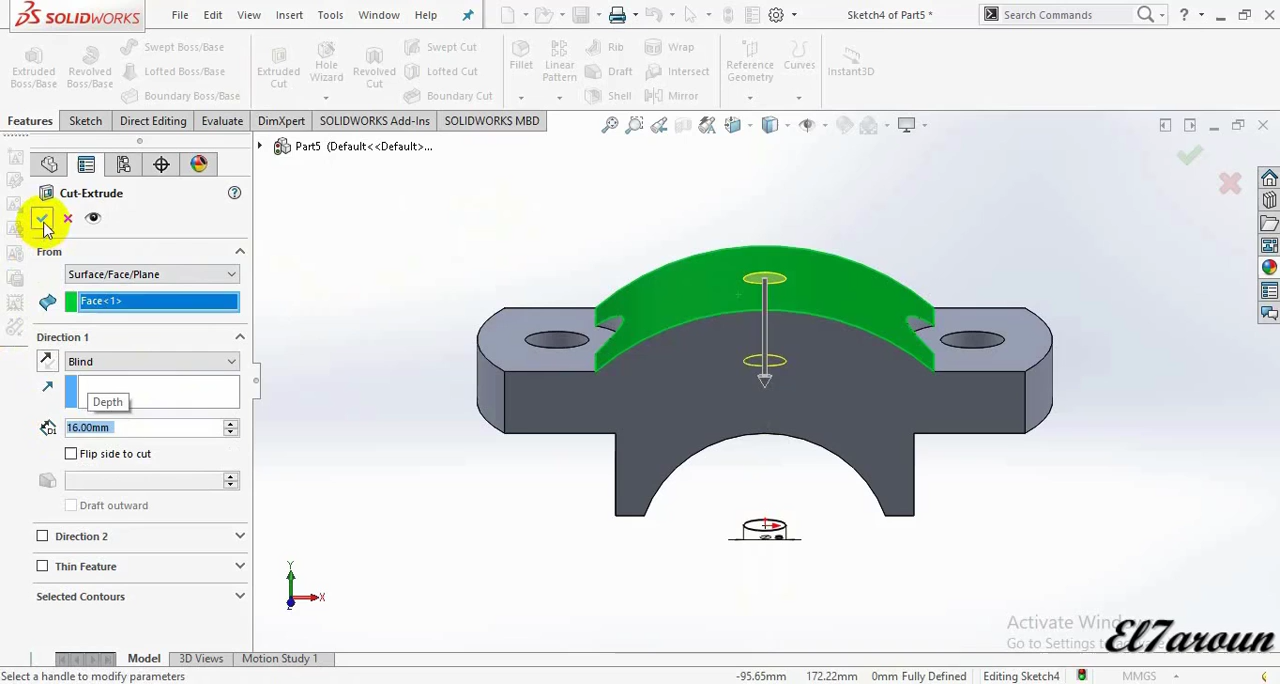 SOLIDWORKS
File Edit View Insert Tools Window Help
Sketch4 of Part5 *
Search Commands
?
Extruded Boss/Base
Revolved Boss/Base
Swept Boss/Base
Lofted Boss/Base
Boundary Boss/Base
Extruded Cut
Hole Wizard
Revolved Cut
Swept Cut
Lofted Cut
Boundary Cut
Fillet
Linear Pattern
Rib
Draft
Shell
Wrap
Intersect
Mirror
Reference Geometry
Curves
Instant3D
Features Sketch Direct Editing Evaluate DimXpert SOLIDWORKS Add-Ins SOLIDWORKS MBD
Part5 (Default<<Default>...
Cut-Extrude
?
From
Surface/Face/Plane
Face<1>
Direction 1
Blind
Depth
D1
16.00mm
Flip side to cut
Draft outward
Direction 2
Thin Feature
Selected Contours
Y
X
Z
Activate Wind
Go to Settings to
El7aroun
Model 3D Views Motion Study 1
Select a handle to modify parameters
-95.65mm 172.22mm 0mm Fully Defined Editing Sketch4 MMGS